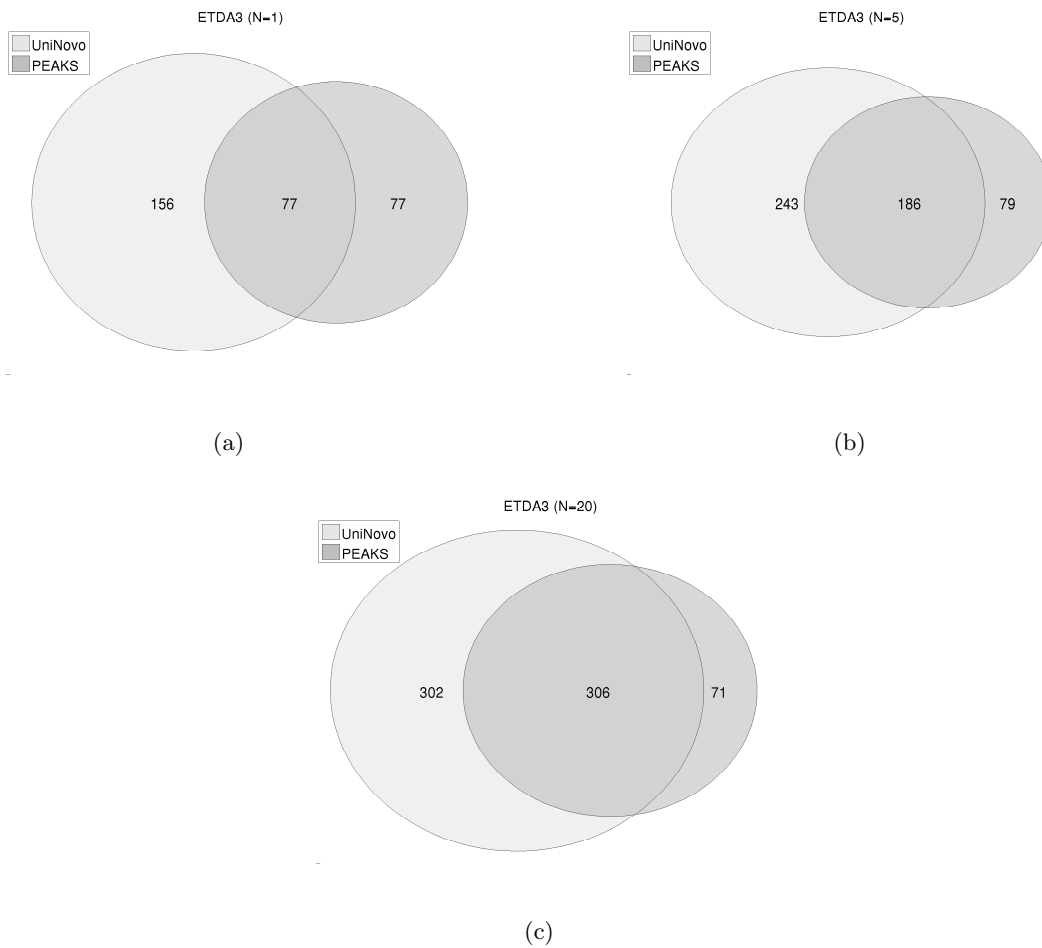 ETDA3 (N=1)
UniNovo
PEAKS
156
77
77
(a)
ETDA3 (N=5)
UniNovo
PEAKS
243
186
79
(b)
ETDA3 (N=20)
UniNovo
PEAKS
302
306
71
(c)